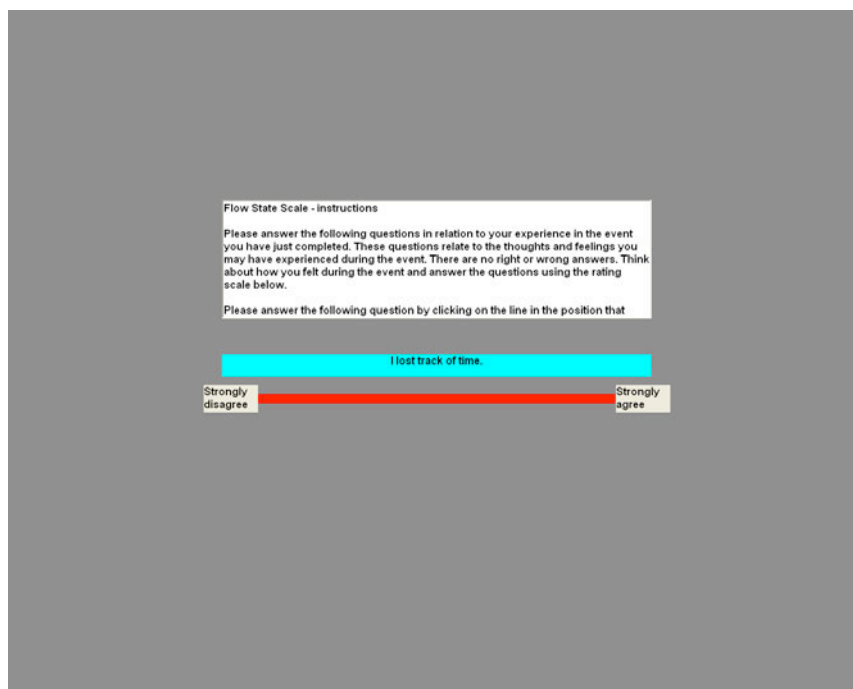 Flow State Scale - instructions
Please answer the following questions in relation to your experience in the event
you have just completed. These questions relate to the thoughts and feelings you
may have experienced during the event. There are no right or wrong answers. Think
about how you felt during the event and answer the questions using the rating
scale below.
Please answer the following question by clicking on the line in the position that
I lost track of time.
Strongly
disagree
Strongly
agree